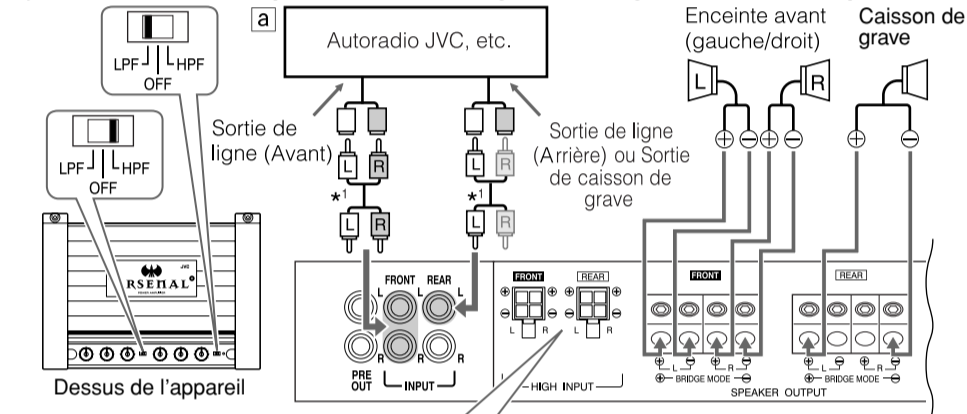 LPF HPF
OFF
LPF HPF
OFF
RSENAL
JVC
Dessus de l'appareil
a
Autoradio JVC, etc.
Sortie de
ligne (Avant)
Sortie de ligne
(Arrière) ou Sortie
de caisson de
grave
L R
L R
*1
*1
L R
L R
Enceinte avant
(gauche/droit)
Caisson de
grave
L R
⊕ ⊖ ⊕ ⊖
⊕ ⊖
FRONT REAR
L L L
R R R
PRE
OUT
INPUT
FRONT REAR
⊕ ⊕ ⊕
⊖ ⊖ ⊖
L R L R
HIGH INPUT
FRONT
REAR
⊕ L ⊖ ⊕ R ⊖
⊕ BRIDGE MODE ⊖
⊕ L ⊖ ⊕ R ⊖
⊕ BRIDGE MODE ⊖
SPEAKER OUTPUT